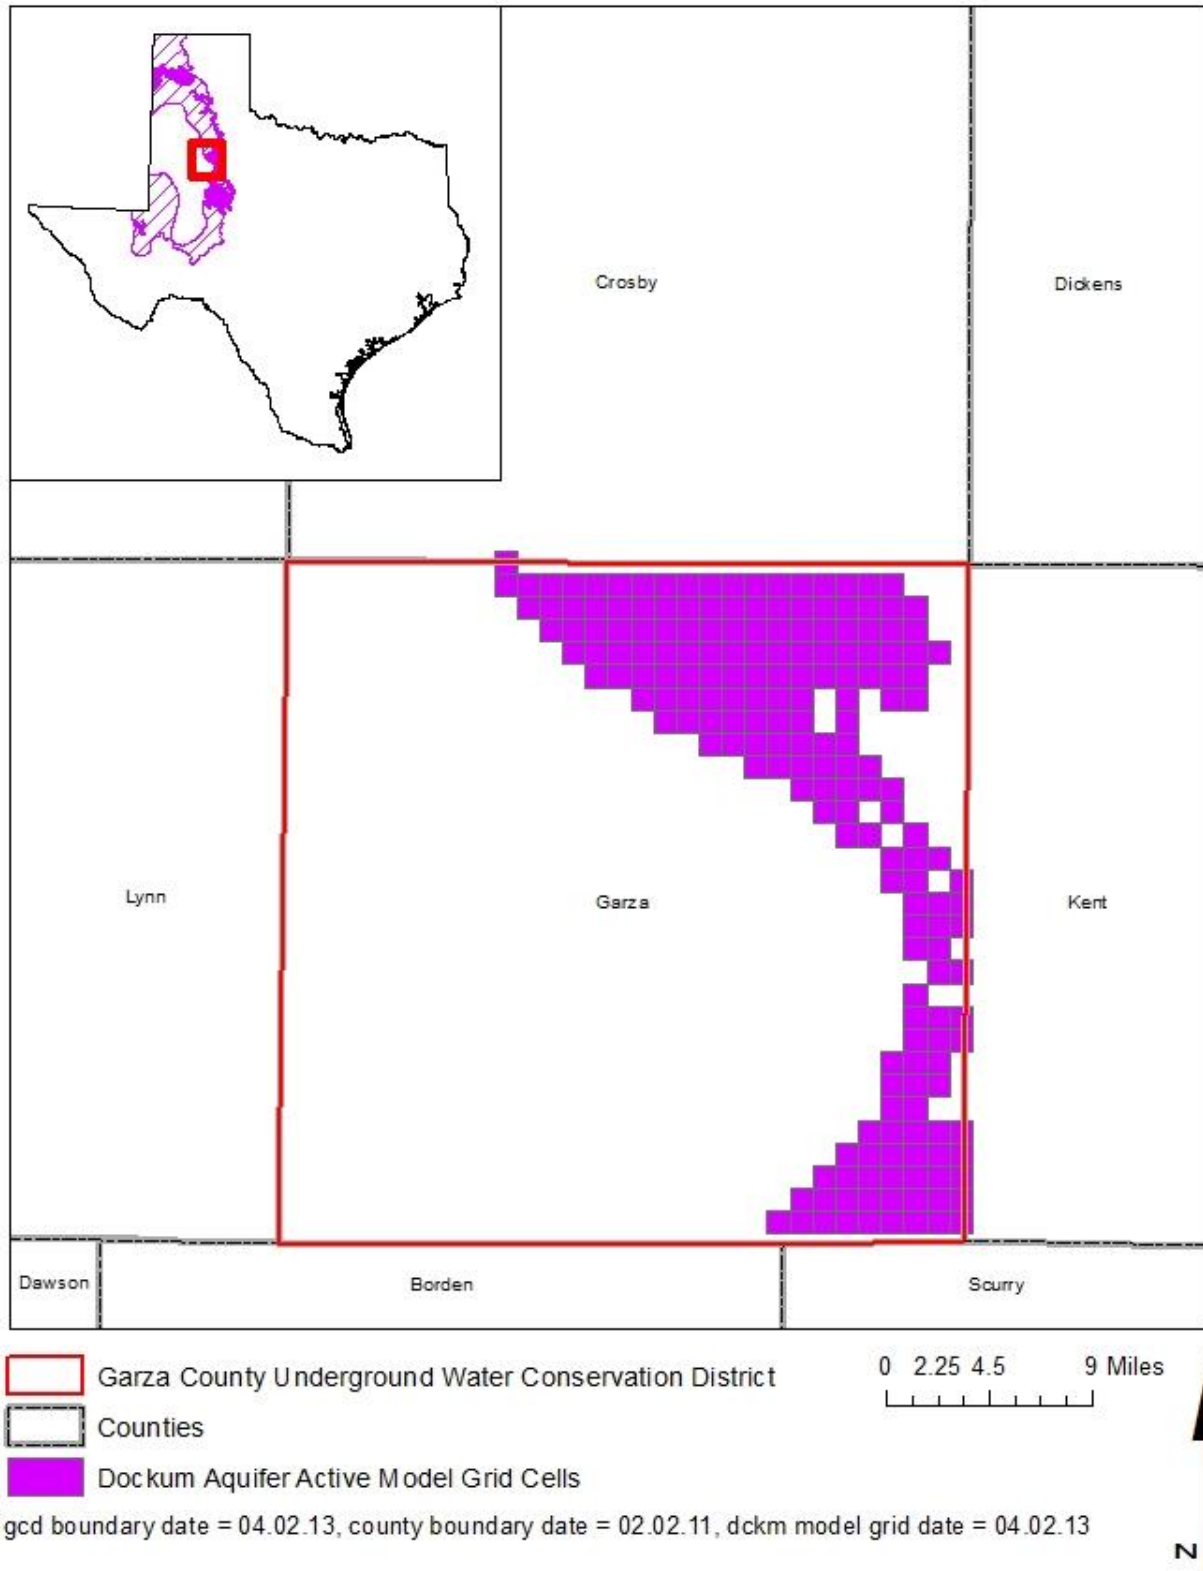 Crosby
Dickens
Lynn
Garza
Kent
Dawson
Borden
Scurry
Garza County Underground Water Conservation District
0 2.25 4.5 9 Miles
Counties
Dockum Aquifer Active Model Grid Cells
gcd boundary date = 04.02.13, county boundary date = 02.02.11, dckm model grid date = 04.02.13
N